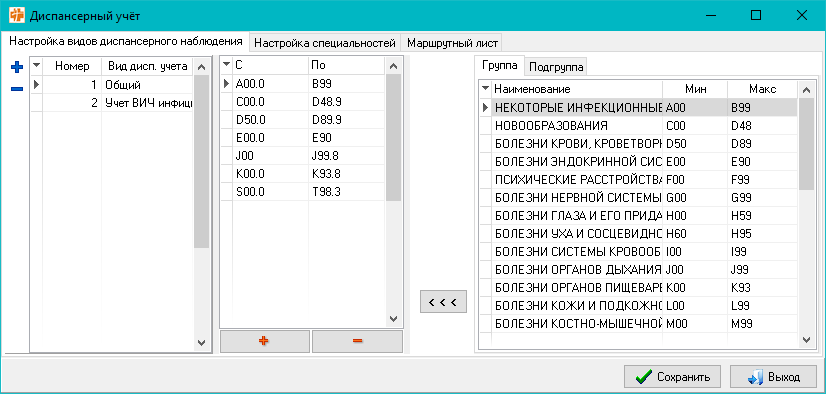 Диспансерный учёт
Настройка видов диспансерного наблюдения Настройка специальностей Маршрутный лист
Номер Вид дисп. учета
1 Общий
2 Учет ВИЧ инфици
С По
A00.0 B99
C00.0 D48.9
D50.0 D89.9
E00.0 E90
J00 J99.8
K00.0 K93.8
S00.0 T98.3
< < <
Группа Подгруппа
Наименование Мин Макс
НЕКОТОРЫЕ ИНФЕКЦИОННЫЕ A00 B99
НОВООБРАЗОВАНИЯ C00 D48
БОЛЕЗНИ КРОВИ, КРОВЕТВОРН D50 D89
БОЛЕЗНИ ЭНДОКРИННОЙ СИС E00 E90
ПСИХИЧЕСКИЕ РАССТРОЙСТВА F00 F99
БОЛЕЗНИ НЕРВНОЙ СИСТЕМЫ G00 G99
БОЛЕЗНИ ГЛАЗА И ЕГО ПРИДА H00 H59
БОЛЕЗНИ УХА И СОСЦЕВИДНО H60 H95
БОЛЕЗНИ СИСТЕМЫ КРОВООБ I00 I99
БОЛЕЗНИ ОРГАНОВ ДЫХАНИЯ J00 J99
БОЛЕЗНИ ОРГАНОВ ПИЩЕВАРЕ K00 K93
БОЛЕЗНИ КОЖИ И ПОДКОЖНО L00 L99
БОЛЕЗНИ КОСТНО-МЫШЕЧНОЙ M00 M99
Сохранить Выход